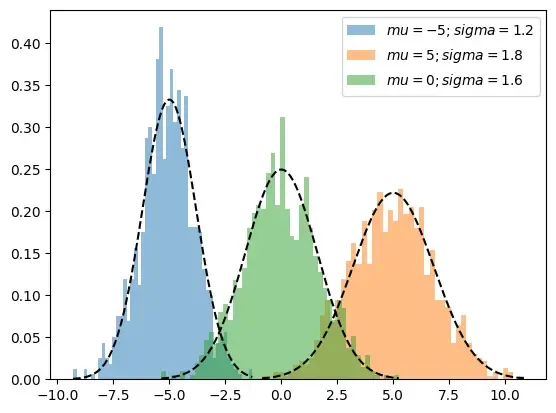 mu = −5; sigma = 1.2
mu = 5; sigma = 1.8
mu = 0; sigma = 1.6
0.40
0.35
0.30
0.25
0.20
0.15
0.10
0.05
0.00
−10.0 −7.5 −5.0 −2.5 0.0 2.5 5.0 7.5 10.0